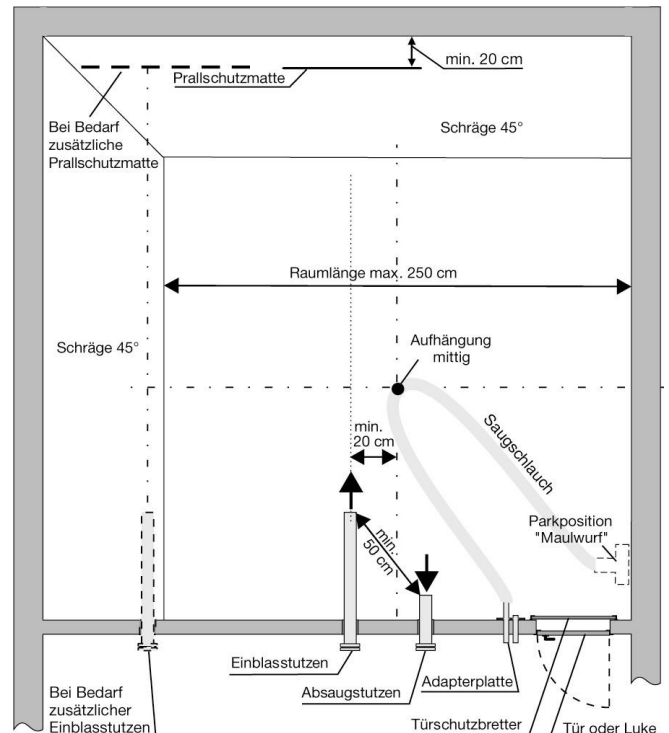 min. 20 cm
Prallschutzmatte
Bei Bedarf
zusätzliche
Prallschutzmatte
Schräge 45°
Raumlänge max. 250 cm
Schräge 45°
Aufhängung
mittig
min.
20 cm
Saugschlauch
Parkposition
"Maulwurf"
min.
50 cm
Einblasstutzen
Absaugstutzen
Adapterplatte
Bei Bedarf
zusätzlicher
Einblasstutzen
Türschutzbretter
Tür oder Luke